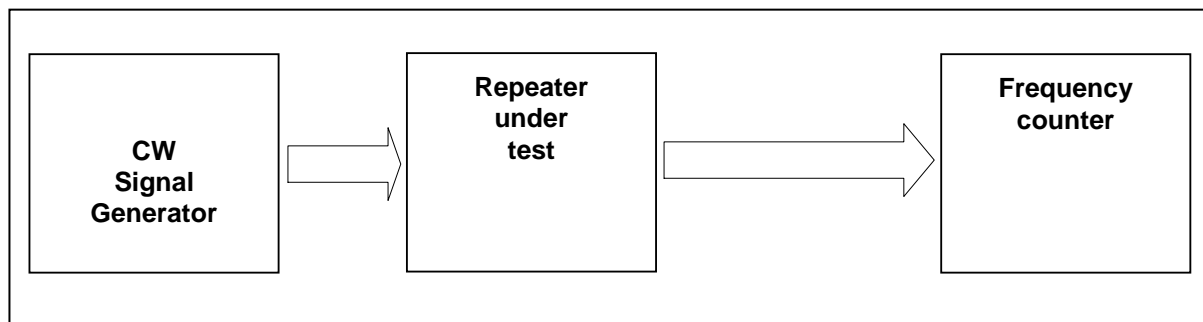 CW
Signal
Generator
Repeater
under
test
Frequency
counter